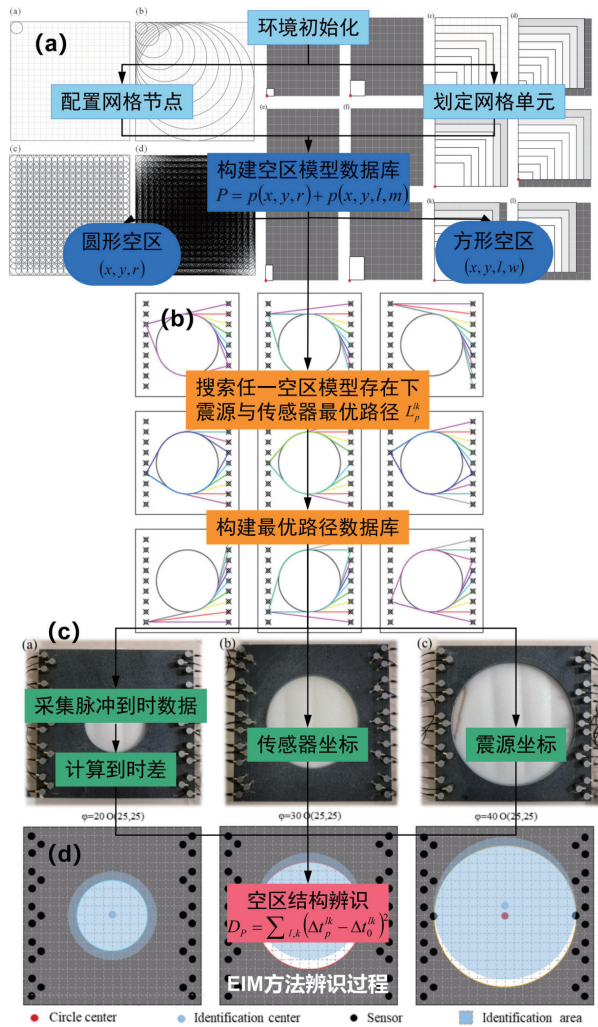 (a)
(b)
(c)
(d)
(a)
环境初始化
配置网格节点
划定网格单元
(e)
(f)
(c)
(d)
构建空区模型数据库
P = p(x, y, r) + p(x, y, l, m)
(k)
(l)
圆形空区
(x, y, r)
方形空区
(x, y, l, w)
(b)
搜索任一空区模型存在下
震源与传感器最优路径 L_p^{lk}
构建最优路径数据库
(c)
(a)
(b)
(c)
采集脉冲到时数据
计算到时差
传感器坐标
震源坐标
φ=20 O(25,25)
φ=30 O(25,25)
φ=40 O(25,25)
(d)
空区结构辨识
D_P = ∑_{l,k} (Δt_p^{lk} − Δt_0^{lk})^2
EIM方法辨识过程
Circle center
Identification center
Sensor
Identification area